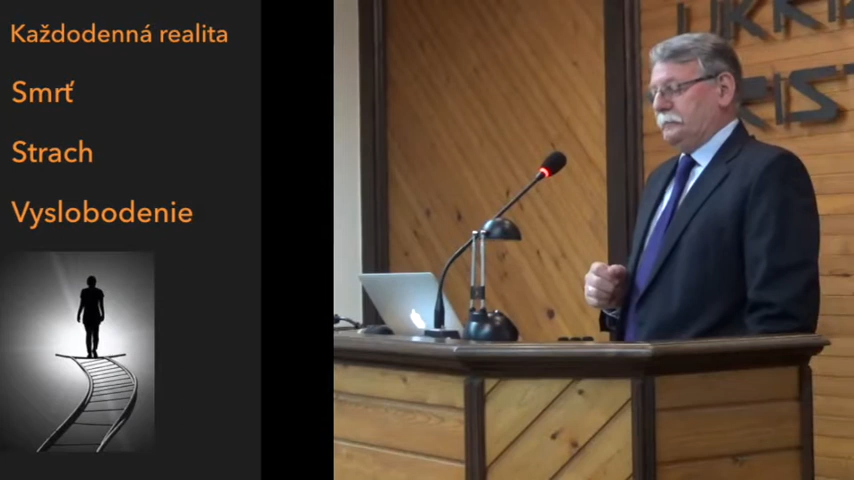 Každodenná realita
Smrť
Strach
Vyslobodenie